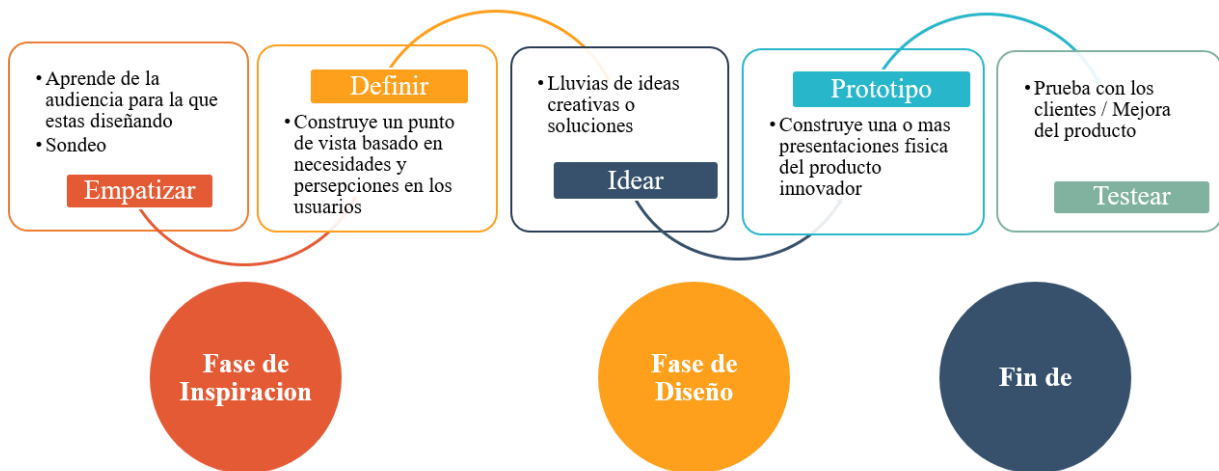 • Aprende de la
audiencia para la que
estas diseñando
• Sondeo
Empatizar
Definir
• Construye un punto
de vista basado en
necesidades y
persepciones en los
usuarios
• Lluvias de ideas
creativas o
soluciones
Idear
Prototipo
• Construye una o mas
presentaciones fisica
del producto
innovador
• Prueba con los
clientes / Mejora
del producto
Testear
Fase de
Inspiracion
Fase de
Diseño
Fin de